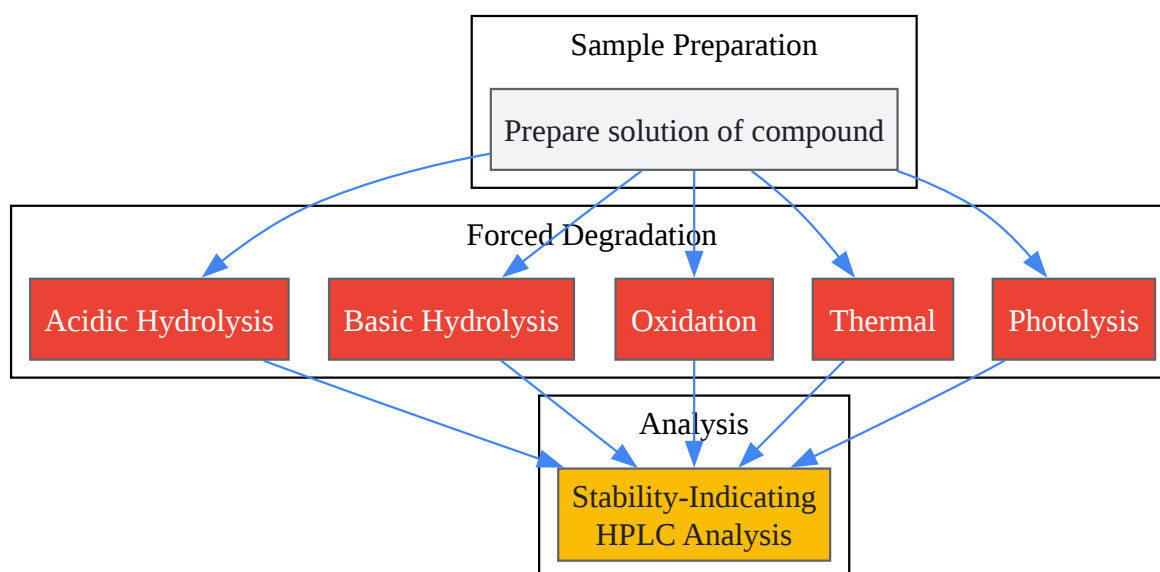 Sample Preparation
Prepare solution of compound
Forced Degradation
Acidic Hydrolysis
Basic Hydrolysis
Oxidation
Thermal
Photolysis
Analysis
Stability-Indicating
HPLC Analysis